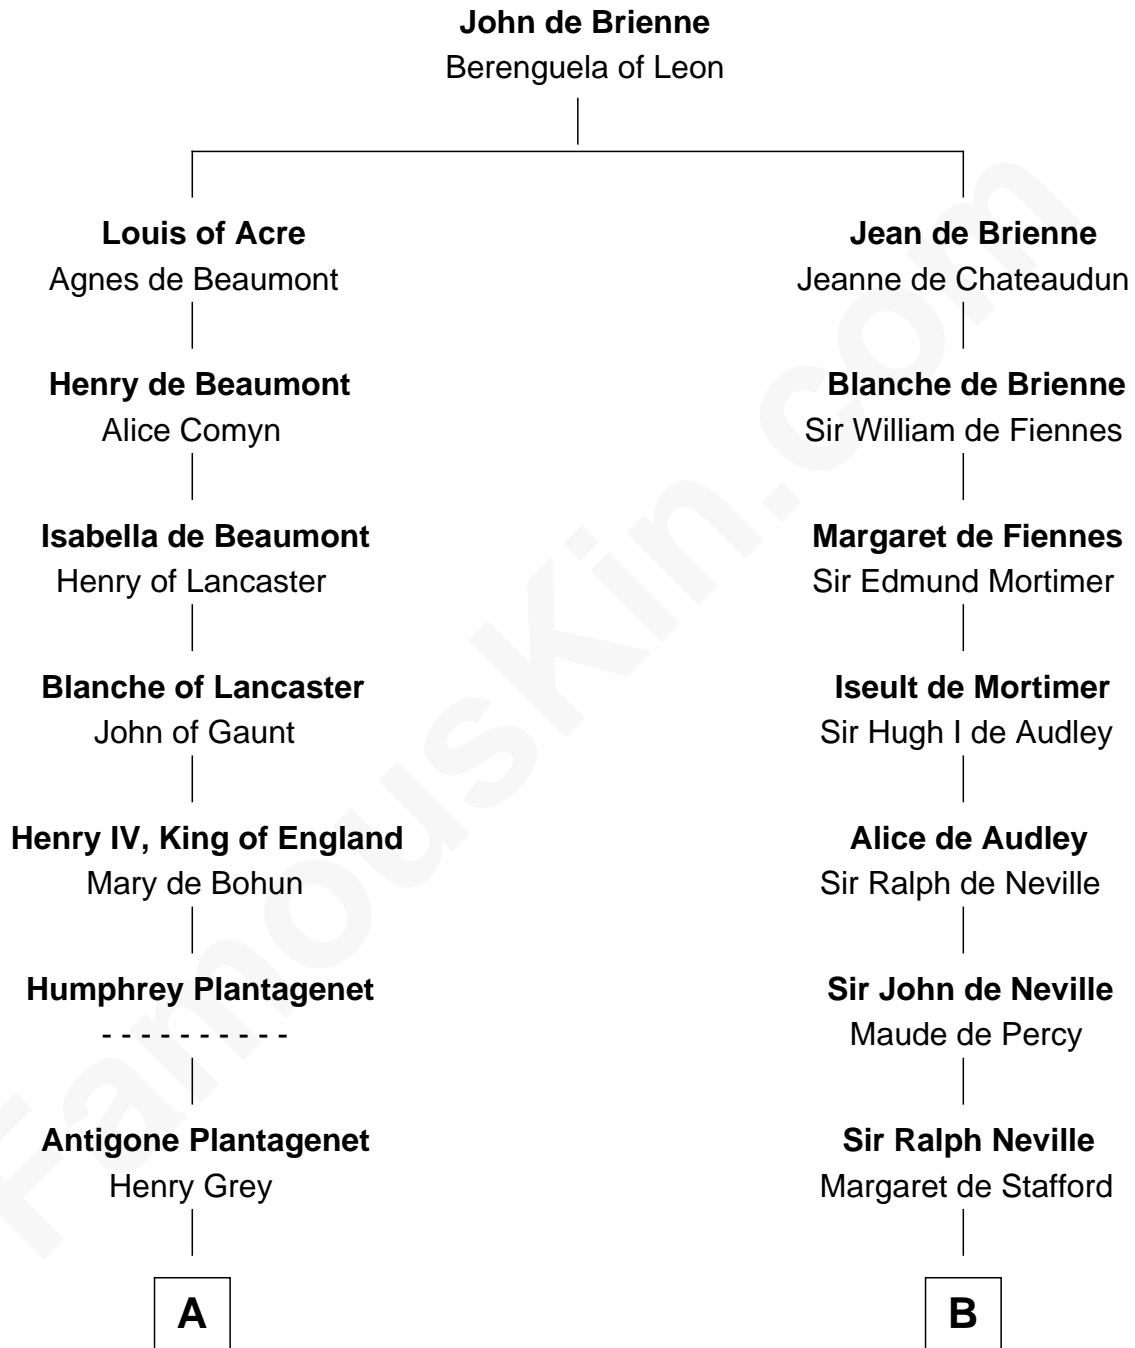 John de Brienne
Berenguela of Leon
Louis of Acre
Agnes de Beaumont
Jean de Brienne
Jeanne de Chateaudun
Henry de Beaumont
Alice Comyn
Blanche de Brienne
Sir William de Fiennes
Isabella de Beaumont
Henry of Lancaster
Margaret de Fiennes
Sir Edmund Mortimer
Blanche of Lancaster
John of Gaunt
Iseult de Mortimer
Sir Hugh I de Audley
Henry IV, King of England
Mary de Bohun
Alice de Audley
Sir Ralph de Neville
Humphrey Plantagenet
- - - - - - - - - -
Sir John de Neville
Maude de Percy
Antigone Plantagenet
Henry Grey
Sir Ralph Neville
Margaret de Stafford
A
B
FamousKin.com